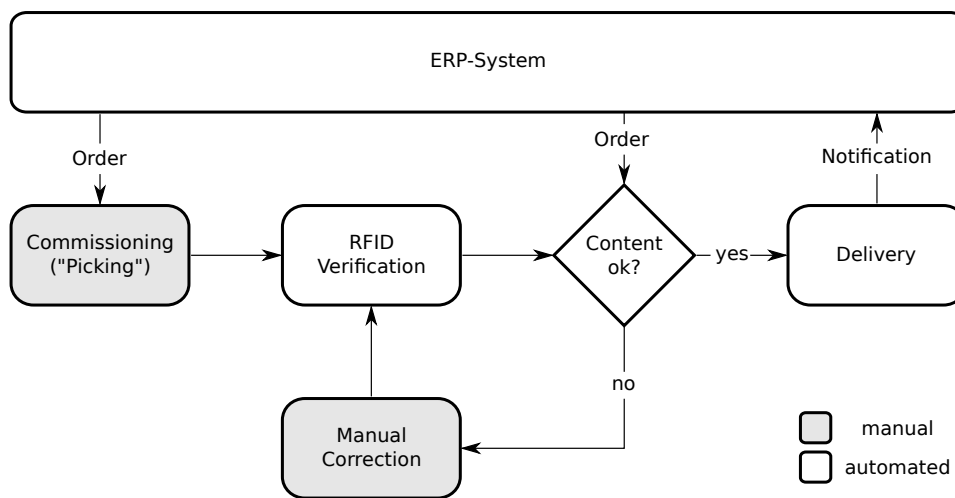 ERP-System
Order
Order
Notification
Commissioning
("Picking")
RFID
Verification
Content
ok?
yes
Delivery
no
Manual
Correction
manual
automated